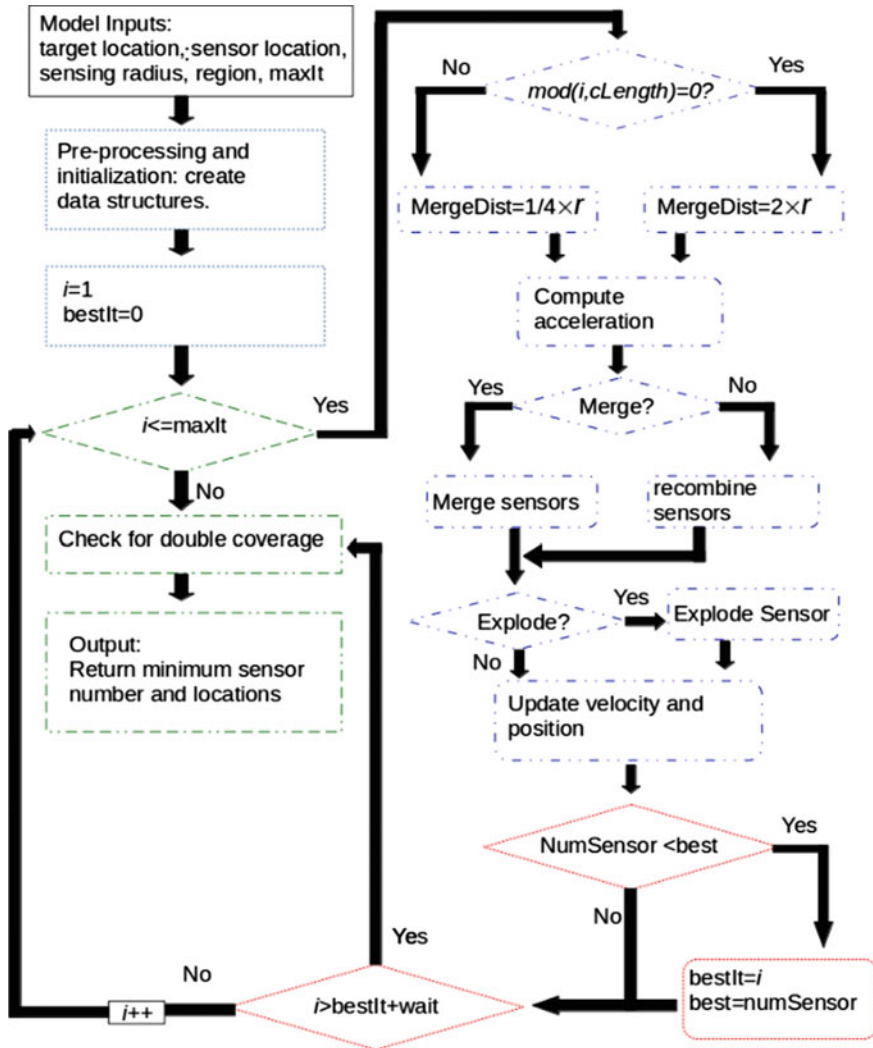 Model Inputs:
target location,:sensor location,
sensing radius, region, maxIt
Pre-processing and
initialization: create
data structures.
i=1
bestIt=0
i<=maxIt
Yes
No
Check for double coverage
Output:
Return minimum sensor
number and locations
mod(i,cLength)=0?
No
Yes
MergeDist=1/4×r
MergeDist=2×r
Compute
acceleration
Merge?
Yes
No
Merge sensors
recombine
sensors
Explode?
Yes
Explode Sensor
No
Update velocity and
position
NumSensor <best
Yes
No
bestIt=i
best=numSensor
i>bestIt+wait
Yes
No
i++